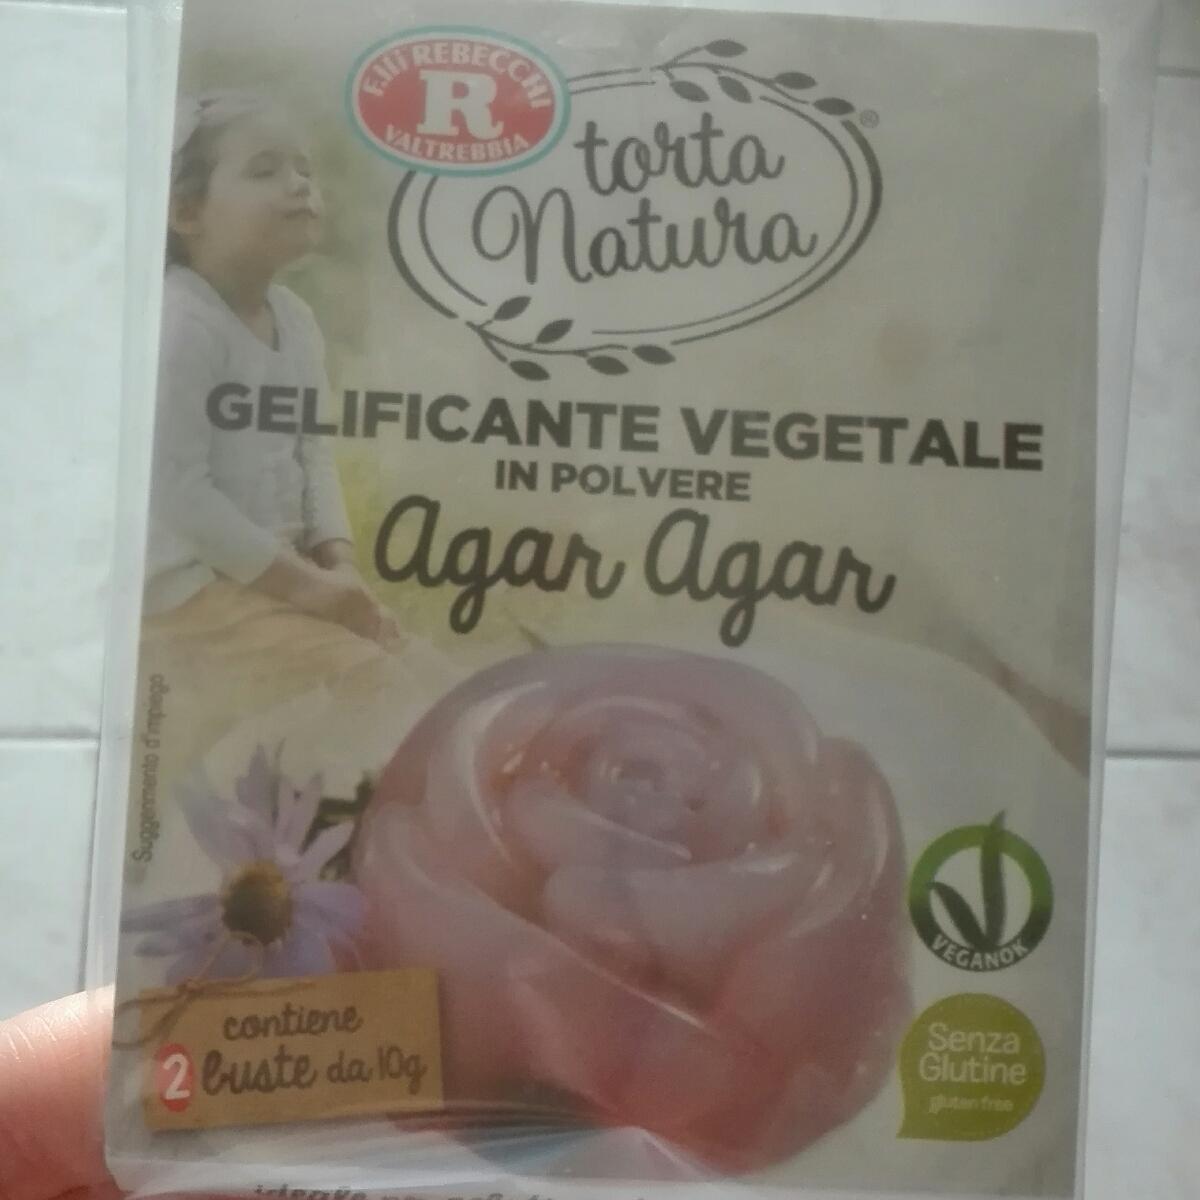 F.lli REBECCHI
R
VALTREBBIA
torta
Natura
®
GELIFICANTE VEGETALE
IN POLVERE
Agar Agar
Suggerimento d'impiego
VEGANOK
contiene
2 buste da 10g
Senza
Glutine
gluten free